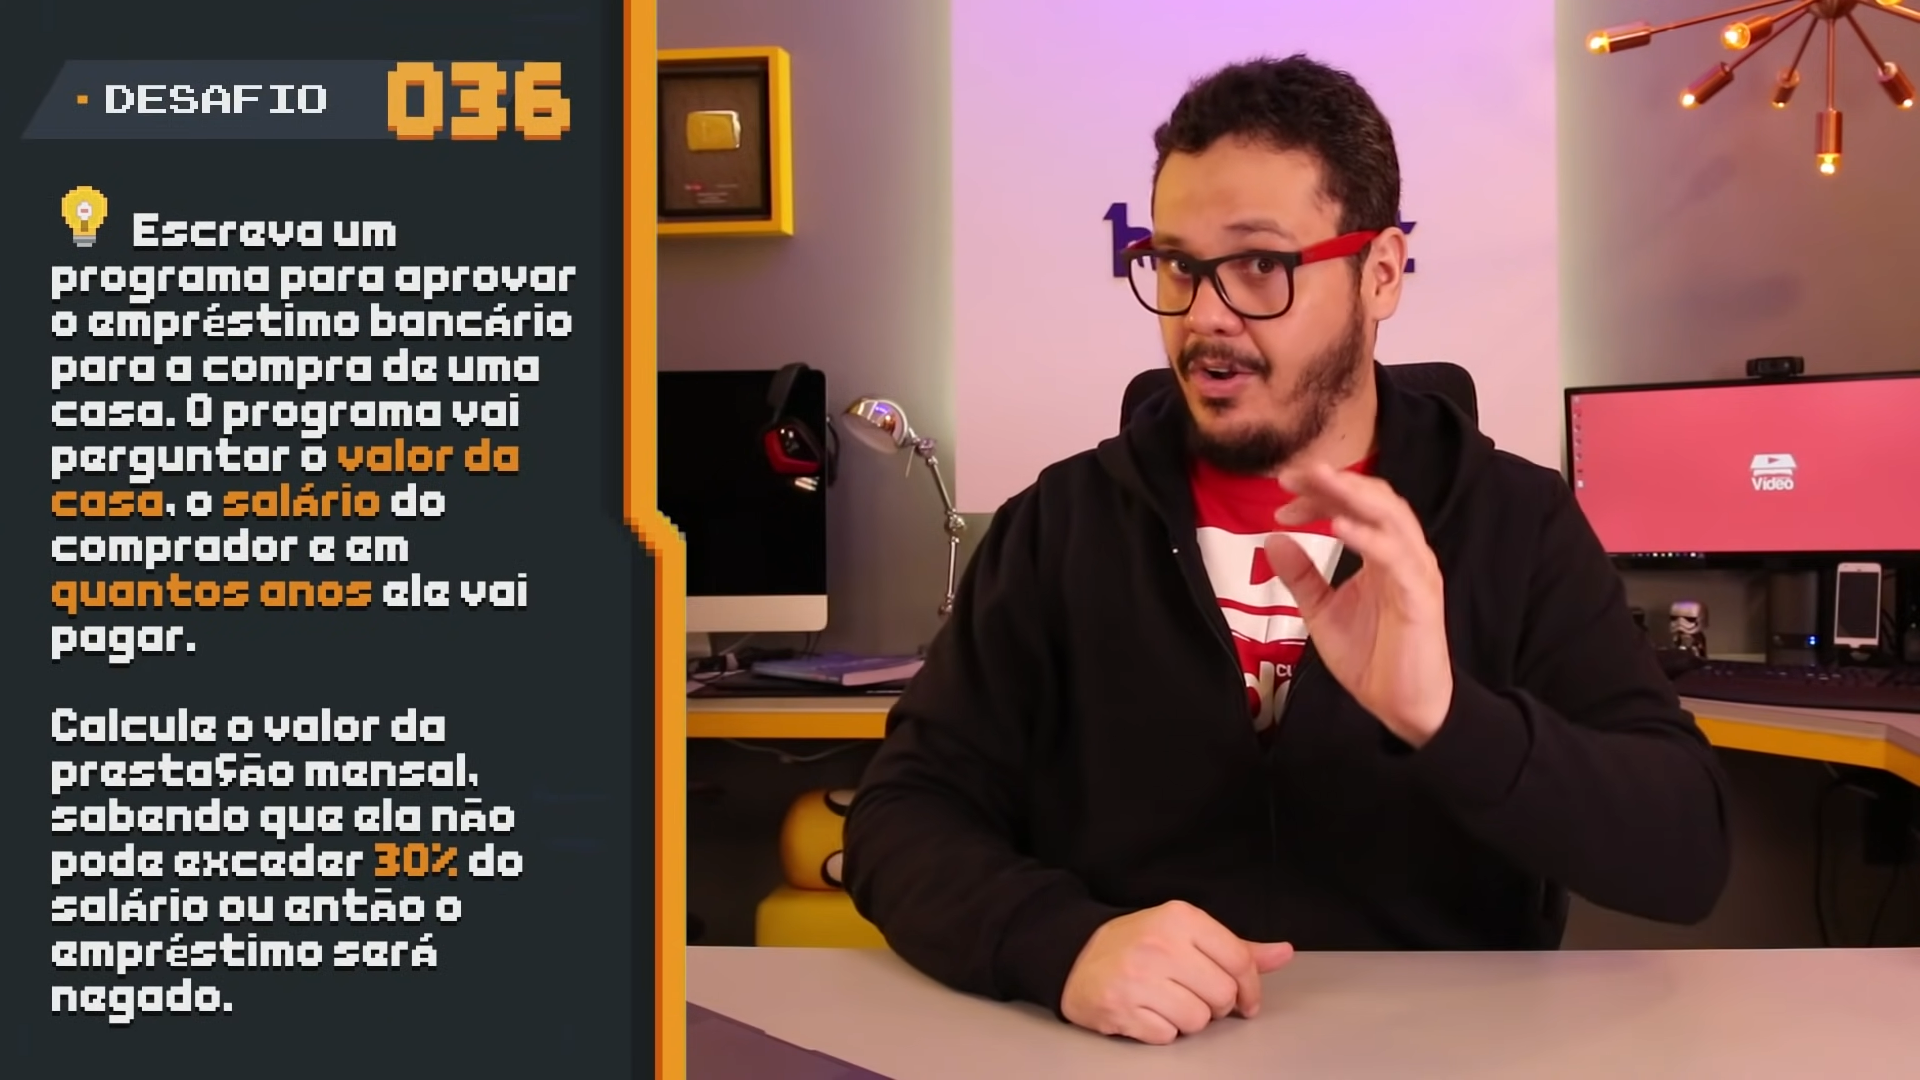 DESAFIO 036
Escreva um
programa para aprovar
o empréstimo bancário
para a compra de uma
casa. O programa vai
perguntar o valor da
casa, o salário do
comprador e em
quantos anos ele vai
pagar.
Calcule o valor da
prestação mensal,
sabendo que ela não
pode exceder 30% do
salário ou então o
empréstimo será
negado.
Vídeo